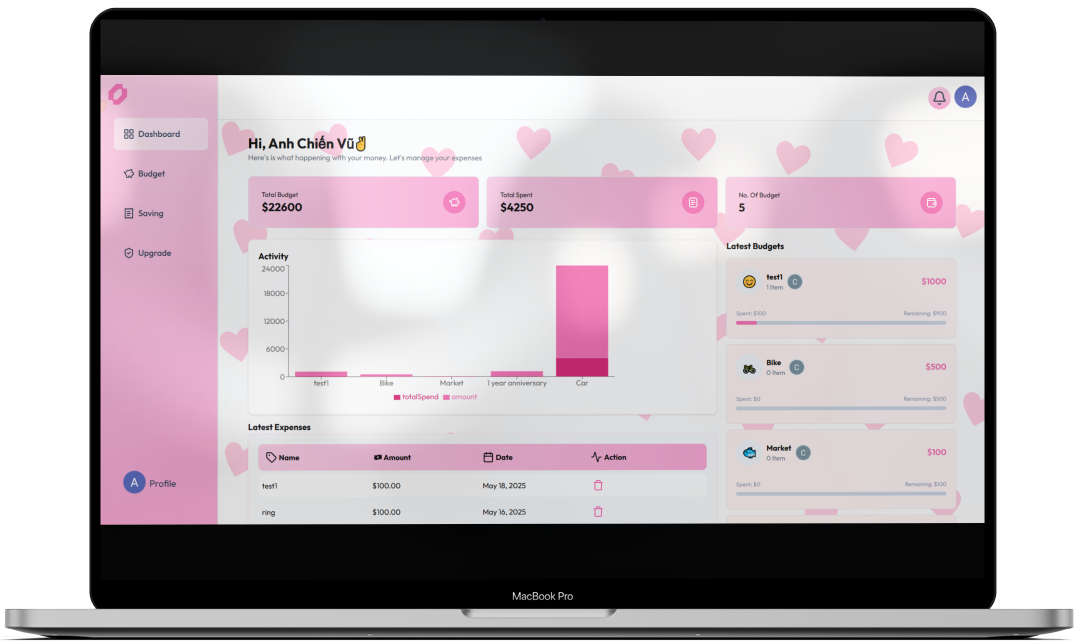 A
Dashboard
Budget
Saving
Upgrade
A
Profile
Hi, Anh Chiến Vũ✌️
Here's is what happening with your money. Let's manage your expenses
Total Budget
$22600
Total Spent
$4250
No. Of Budget
5
Activity
24000
18000
12000
6000
0
test1
Bike
Market
1 year anniversary
Car
totalSpend
amount
Latest Budgets
test1
C
1 Item
$1000
Spent: $100
Remaining: $900
Bike
C
0 Item
$500
Spent: $0
Remaining: $500
Market
C
0 Item
$100
Spent: $0
Remaining: $100
Latest Expenses
Name
Amount
Date
Action
test1
$100.00
May 18, 2025
ring
$100.00
May 16, 2025
MacBook Pro